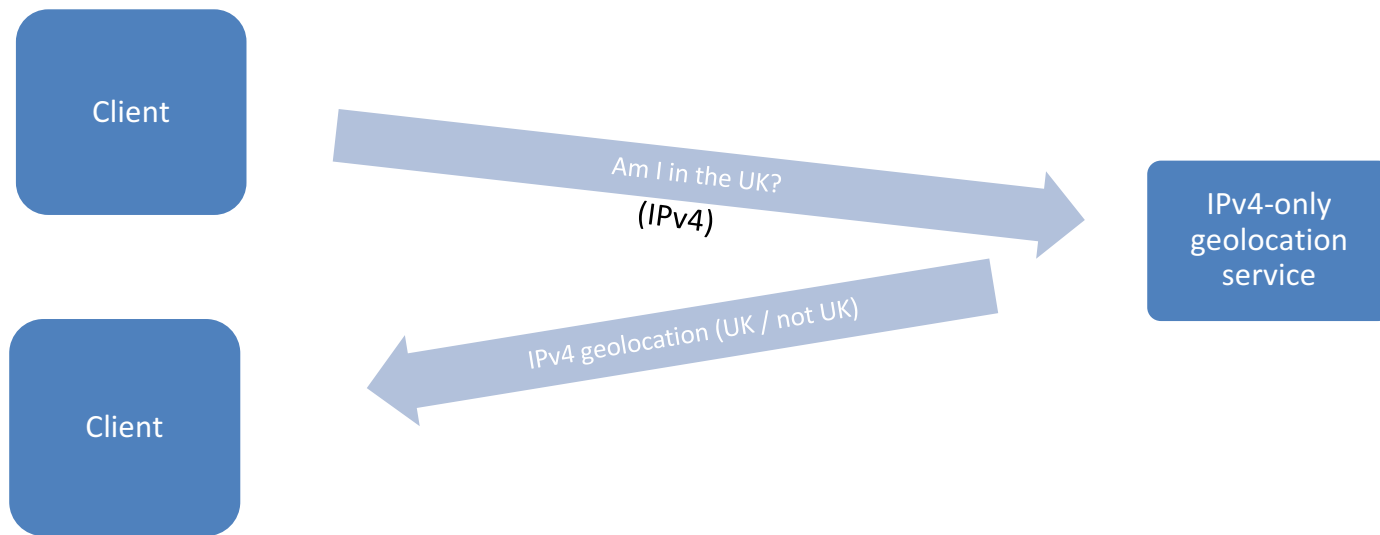 Client
Am I in the UK?
(IPv4)
IPv4-only
geolocation
service
IPv4 geolocation (UK / not UK)
Client